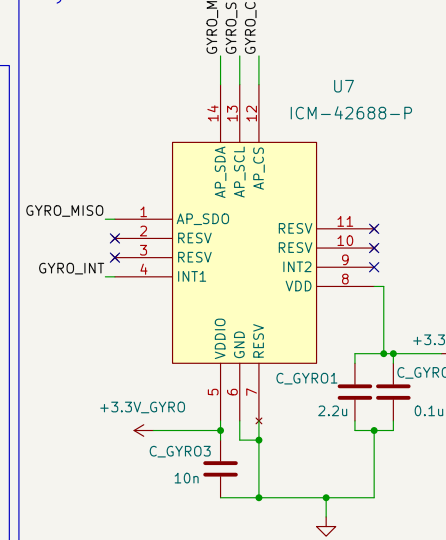 GYRO_M
GYRO_S
GYRO_C
U7
ICM-42688-P
14
13
12
AP_SDA
AP_SCL
AP_CS
GYRO_MISO
1
AP_SDO
2
RESV
3
RESV
GYRO_INT
4
INT1
RESV
11
RESV
10
INT2
9
VDD
8
VDDIO
GND
RESV
5
6
7
+3.3
C_GYRO1
C_GYRO
2.2u
0.1u
+3.3V_GYRO
C_GYRO3
10n